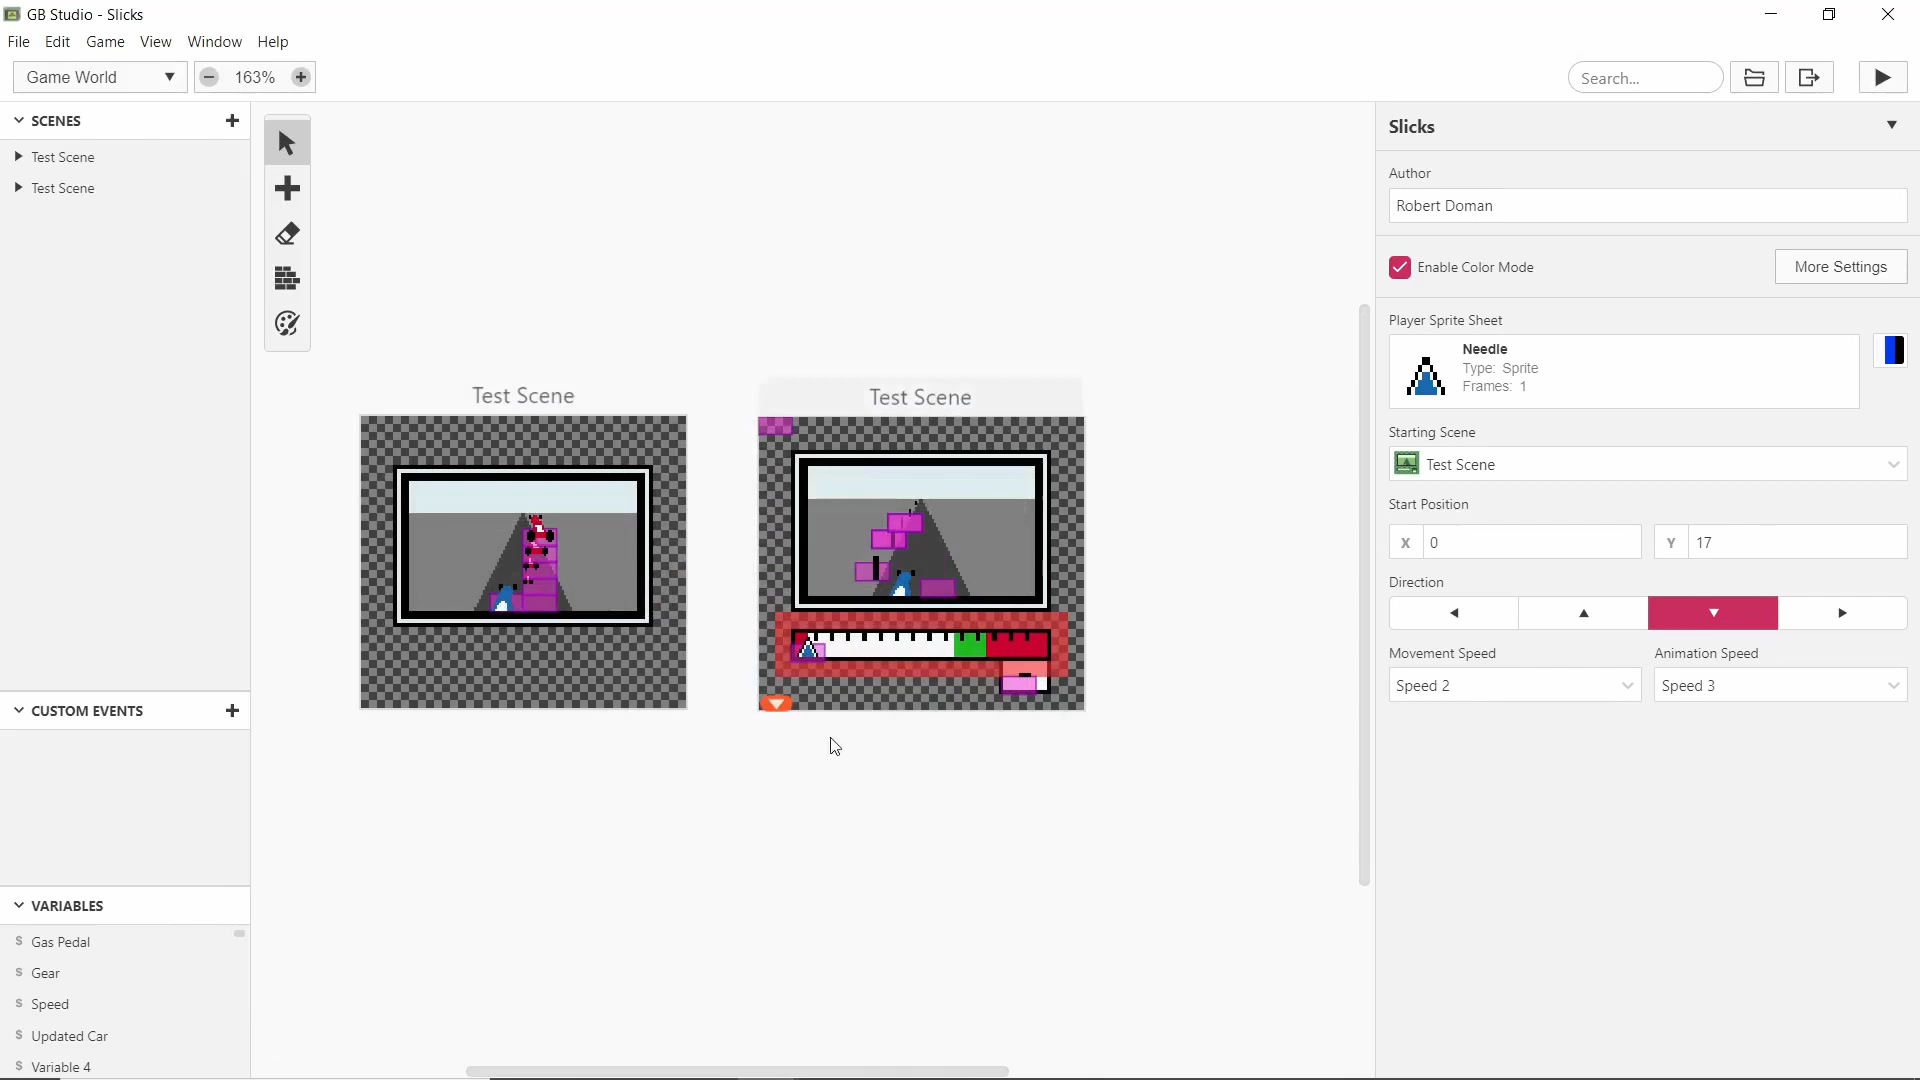 GB Studio - Slicks
File Edit Game View Window Help
Game World
163%
Search...
SCENES
Test Scene
Test Scene
CUSTOM EVENTS
VARIABLES
$ Gas Pedal
$ Gear
$ Speed
$ Updated Car
$ Variable 4
Test Scene
Test Scene
Slicks
Author
Robert Doman
Enable Color Mode
More Settings
Player Sprite Sheet
Needle
Type: Sprite
Frames: 1
Starting Scene
Test Scene
Start Position
X 0 Y 17
Direction
Movement Speed Animation Speed
Speed 2 Speed 3